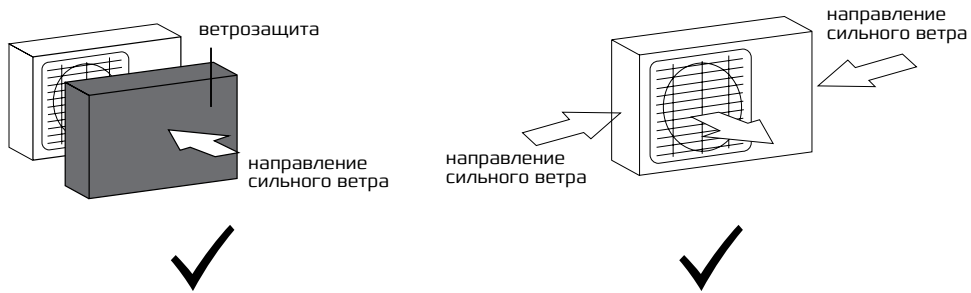 ветрозащита
направление
сильного ветра
направление
сильного ветра
направление
сильного ветра